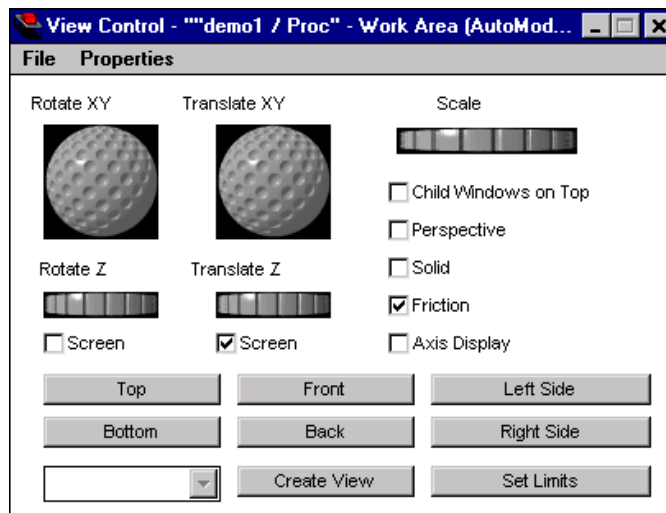 View Control - ""demo1 / Proc" - Work Area (AutoMod...
File Properties
Rotate XY Translate XY Scale
Child Windows on Top
Perspective
Rotate Z Translate Z Solid
Friction
Screen Screen Axis Display
Top Front Left Side
Bottom Back Right Side
Create View Set Limits